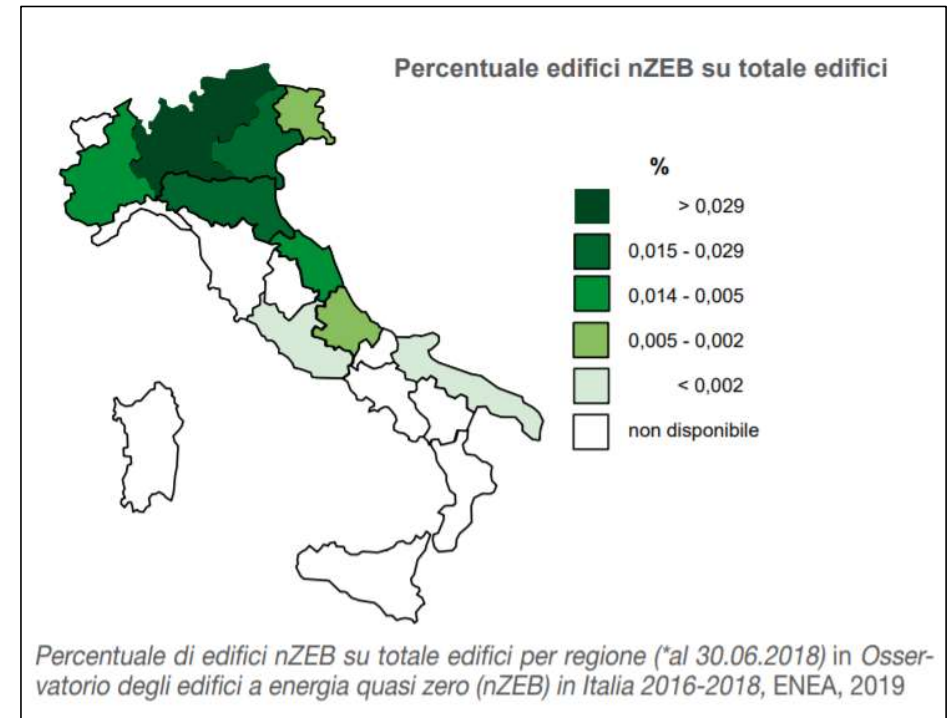 Percentuale edifici nZEB su totale edifici
%
> 0,029
0,015 - 0,029
0,014 - 0,005
0,005 - 0,002
< 0,002
non disponibile
Percentuale di edifici nZEB su totale edifici per regione (*al 30.06.2018) in Osser-
vatorio degli edifici a energia quasi zero (nZEB) in Italia 2016-2018, ENEA, 2019